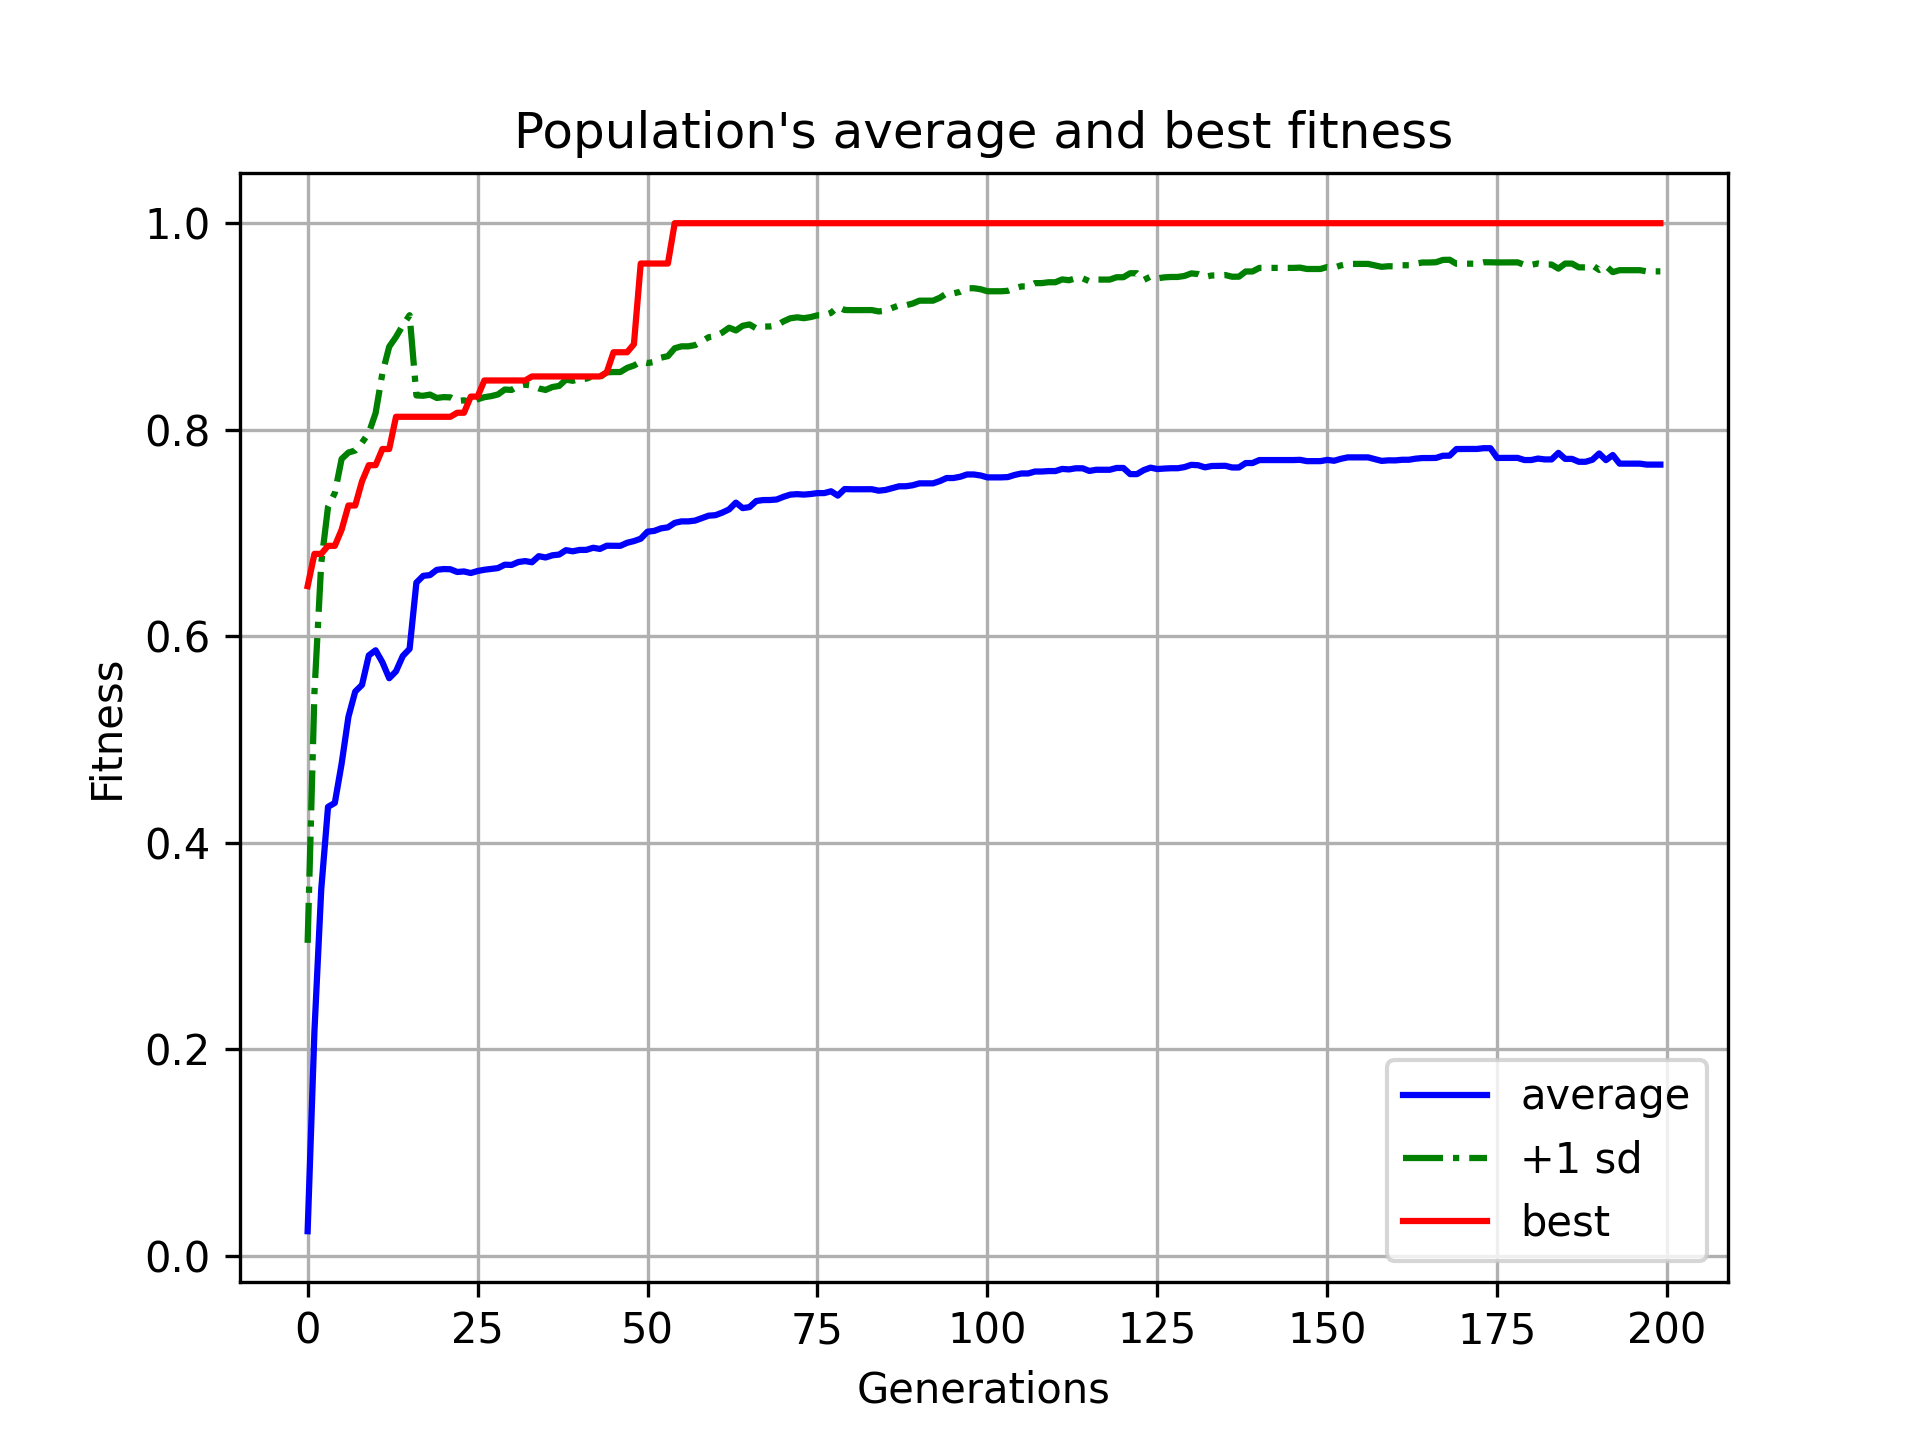 Population's average and best fitness
1.0
0.8
0.6
0.4
0.2
0.0
Fitness
0 25 50 75 100 125 150 175 200
Generations
average
+1 sd
best